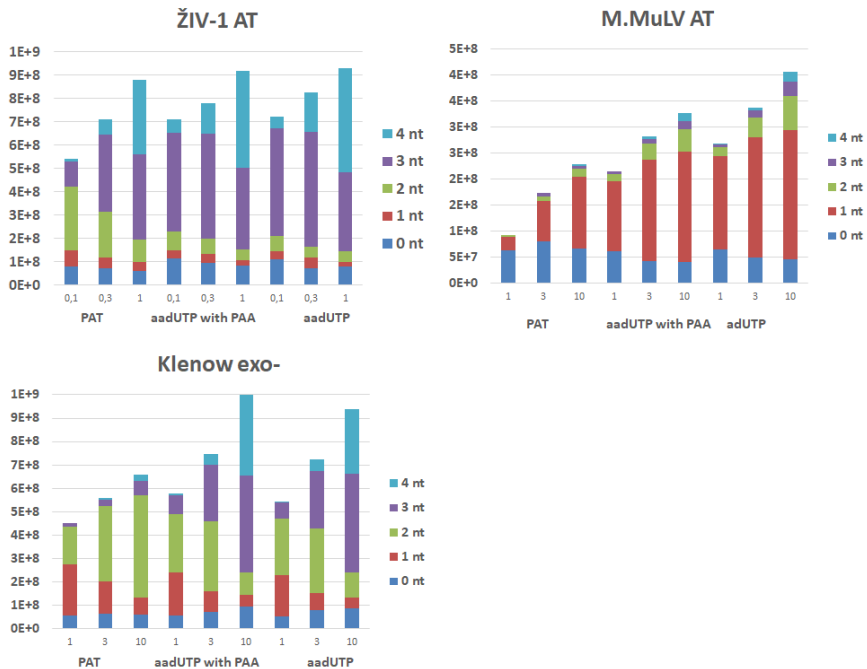 ŽIV-1 AT
1E+9
9E+8
8E+8
7E+8
6E+8
5E+8
4E+8
3E+8
2E+8
1E+8
0E+0
4 nt
3 nt
2 nt
1 nt
0 nt
0,1 0,3 1 0,1 0,3 1 0,1 0,3 1
PAT aadUTP with PAA aadUTP
M.MuLV AT
5E+8
4E+8
4E+8
3E+8
3E+8
2E+8
2E+8
1E+8
5E+7
0E+0
4 nt
3 nt
2 nt
1 nt
0 nt
1 3 10 1 3 10 1 3 10
PAT aadUTP with PAA adUTP
Klenow exo-
1E+9
9E+8
8E+8
7E+8
6E+8
5E+8
4E+8
3E+8
2E+8
1E+8
0E+0
4 nt
3 nt
2 nt
1 nt
0 nt
1 3 10 1 3 10 1 3 10
PAT aadUTP with PAA aadUTP